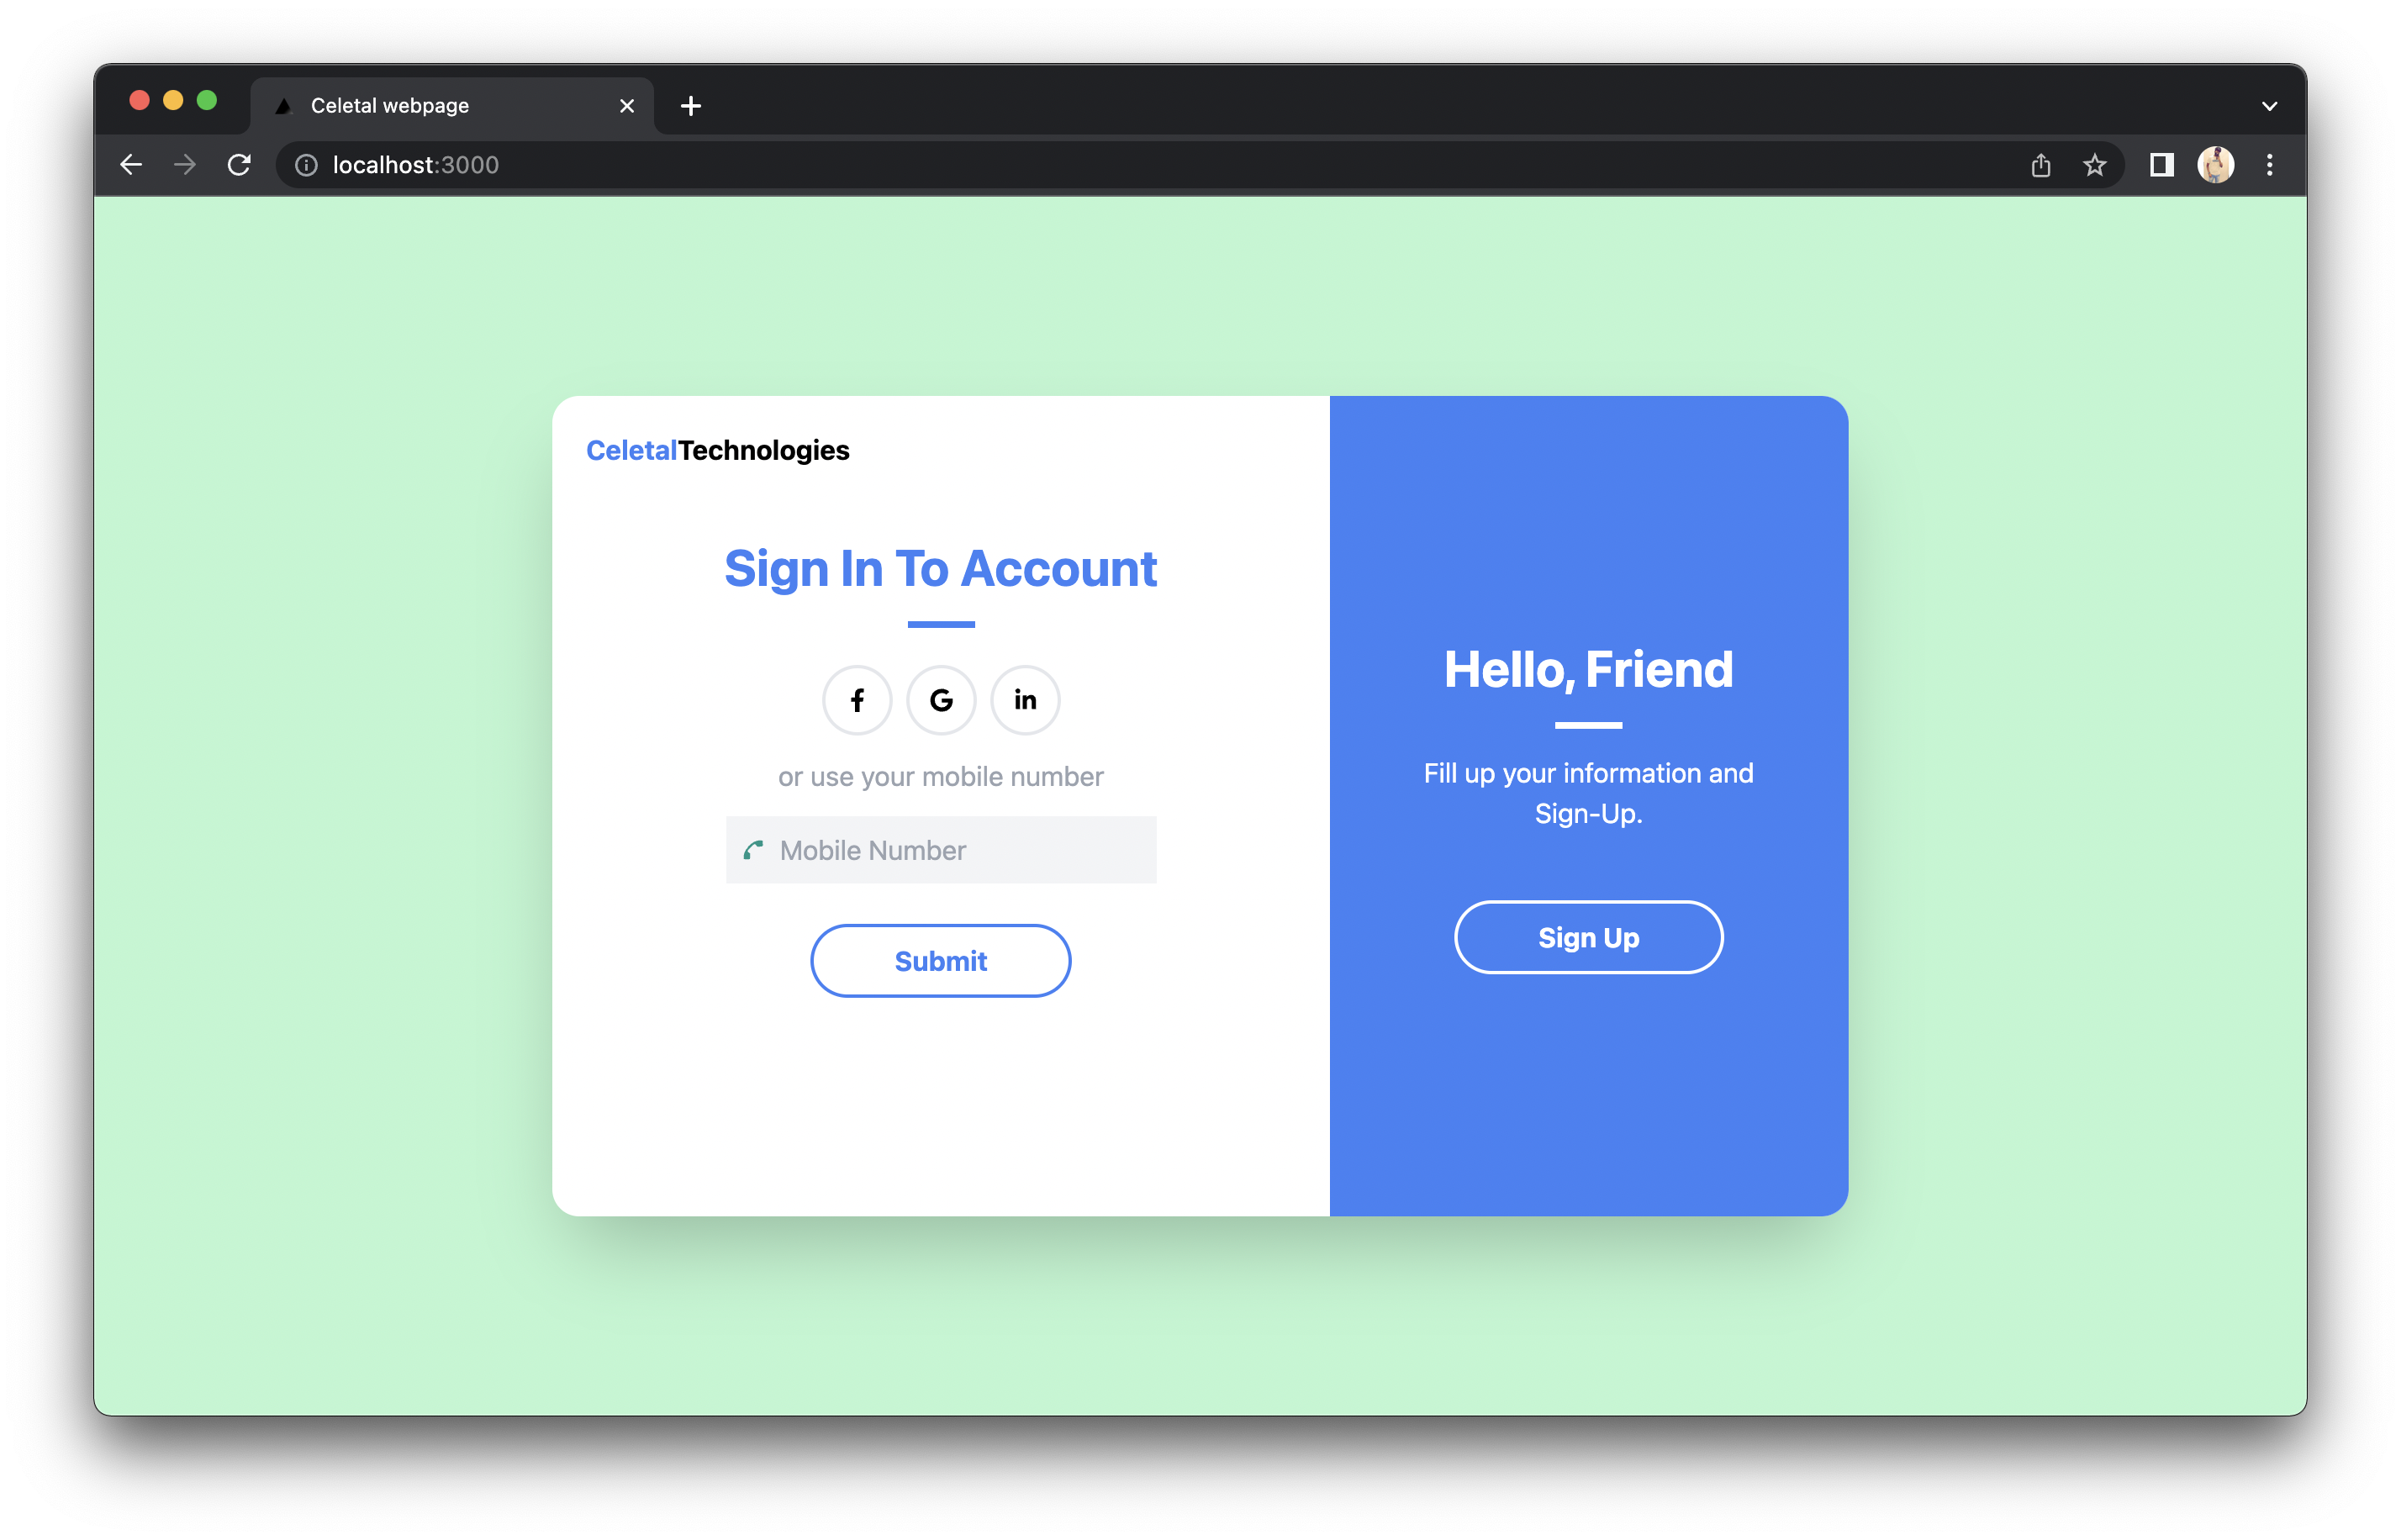 Celetal webpage
localhost:3000
CeletalTechnologies
Sign In To Account
or use your mobile number
Mobile Number
Submit
Hello, Friend
Fill up your information and
Sign-Up.
Sign Up